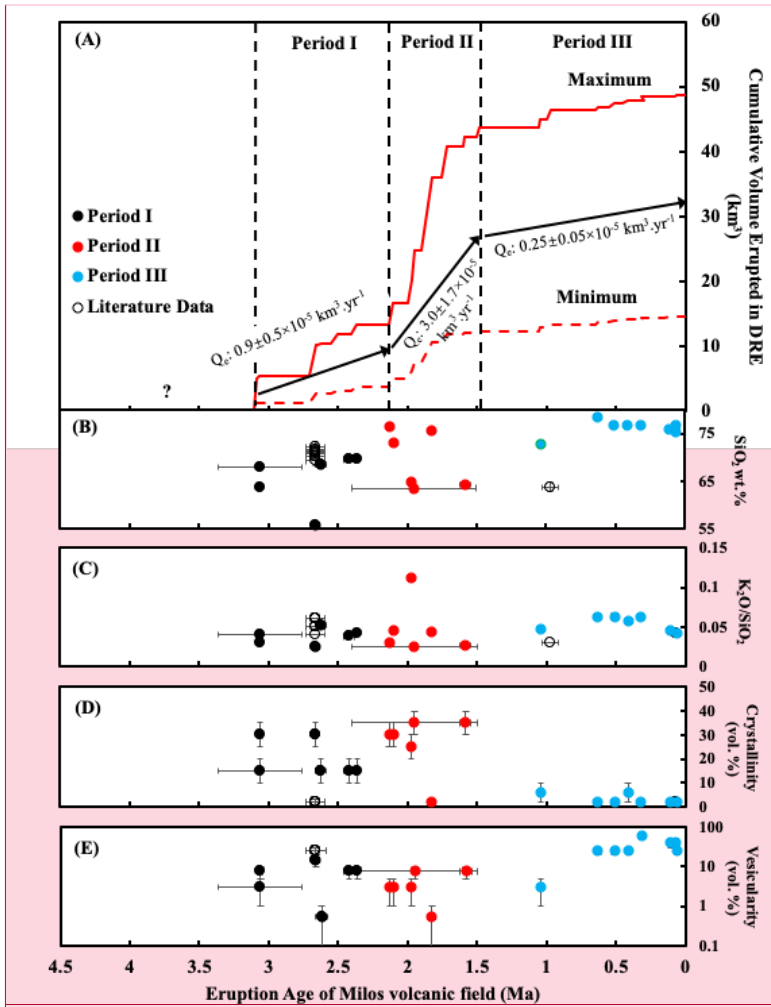 (A)
Period I
Period II
Period III
Maximum
Minimum
Period I
Period II
Period III
Literature Data
?
Qe: 0.9±0.5×10-5 km3.yr-1
Qe: 3.0±1.7×10-5
km3.yr-1
Qe: 0.25±0.05×10-5 km3.yr-1
60
50
40
30
20
10
0
Cumulative Volume Erupted in DRE
(km3)
(B)
75
65
55
SiO2 wt.%
(C)
0.15
0.1
0.05
0
K2O/SiO2
(D)
50
40
30
20
10
0
Crystallinity
(vol. %)
(E)
100
10
1
0.1
Vesicularity
(vol. %)
4.5 4 3.5 3 2.5 2 1.5 1 0.5 0
Eruption Age of Milos volcanic field (Ma)